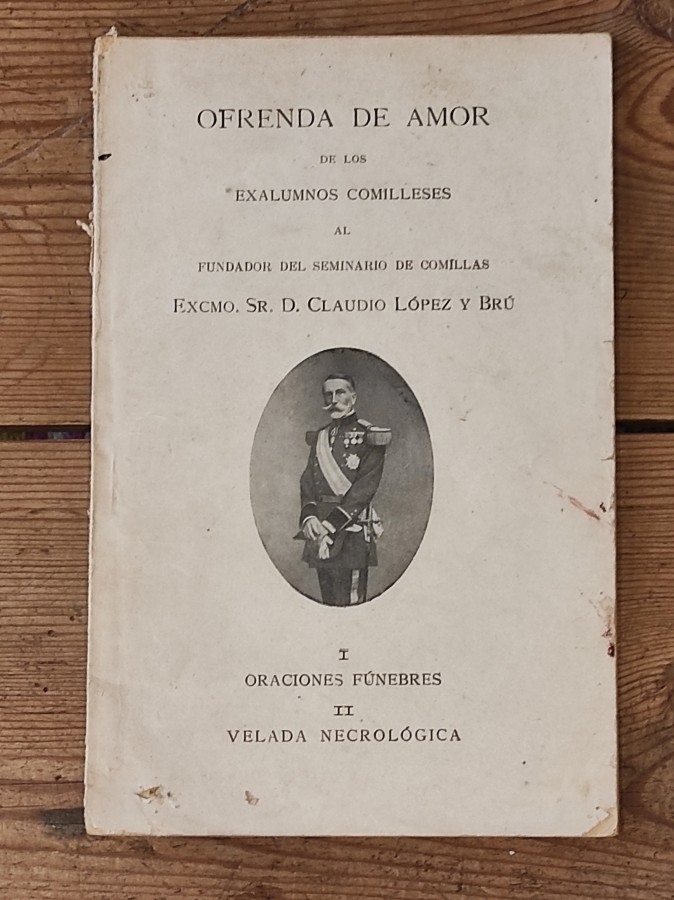 OFRENDA DE AMOR
DE LOS
EXALUMNOS COMILLESES
AL
FUNDADOR DEL SEMINARIO DE COMILLAS
EXCMO. SR. D. CLAUDIO LÓPEZ Y BRÚ
I
ORACIONES FÚNEBRES
II
VELADA NECROLÓGICA